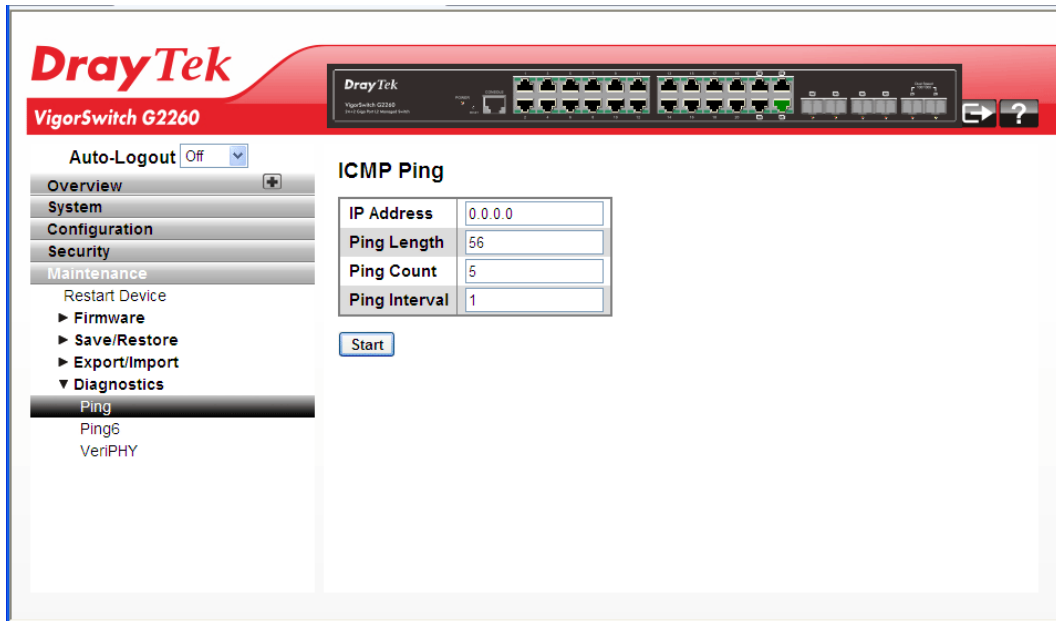 DrayTek
VigorSwitch G2260
DrayTek
VigorSwitch G2260
POWER
CONSOLE
?
Auto-Logout Off
Overview
System
Configuration
Security
Maintenance
Restart Device
► Firmware
► Save/Restore
► Export/Import
▼ Diagnostics
Ping
Ping6
VeriPHY
ICMP Ping
IP Address 0.0.0.0
Ping Length 56
Ping Count 5
Ping Interval 1
Start